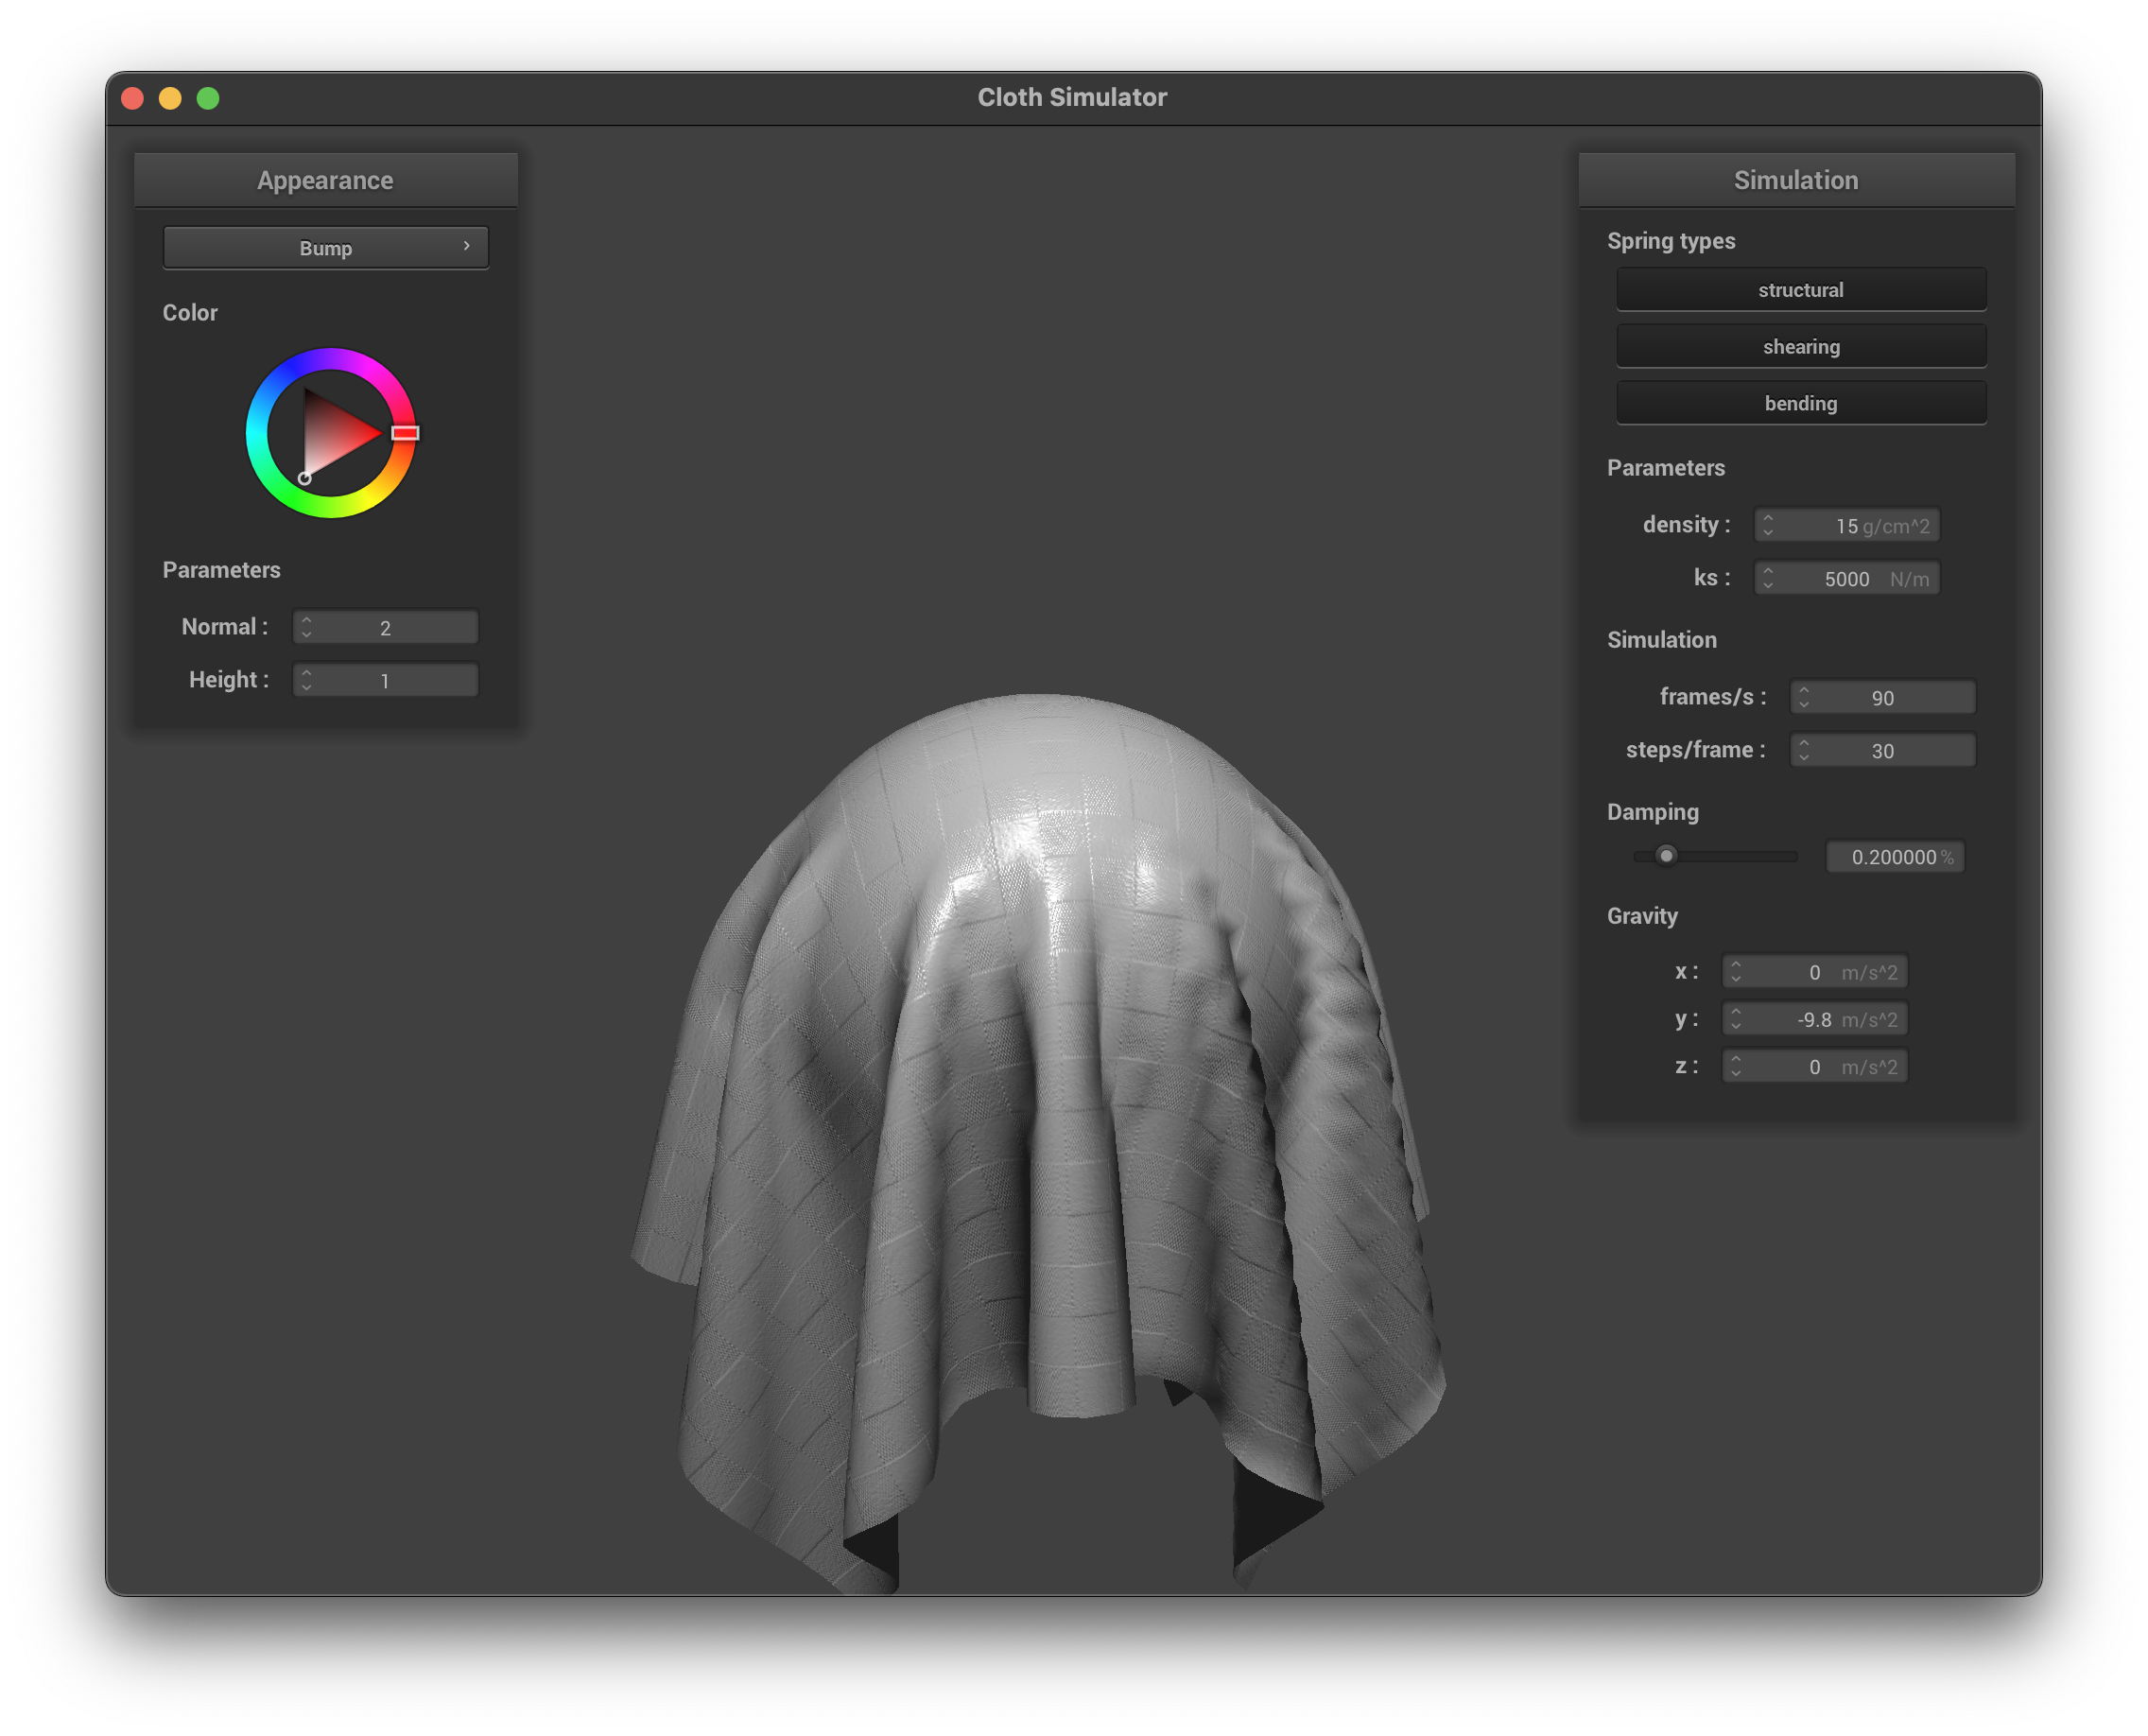 Cloth Simulator
Appearance
Bump
Color
Parameters
Normal : 2
Height : 1
Simulation
Spring types
structural
shearing
bending
Parameters
density : 15 g/cm^2
ks : 5000 N/m
Simulation
frames/s : 90
steps/frame : 30
Damping
0.200000 %
Gravity
x : 0 m/s^2
y : -9.8 m/s^2
z : 0 m/s^2